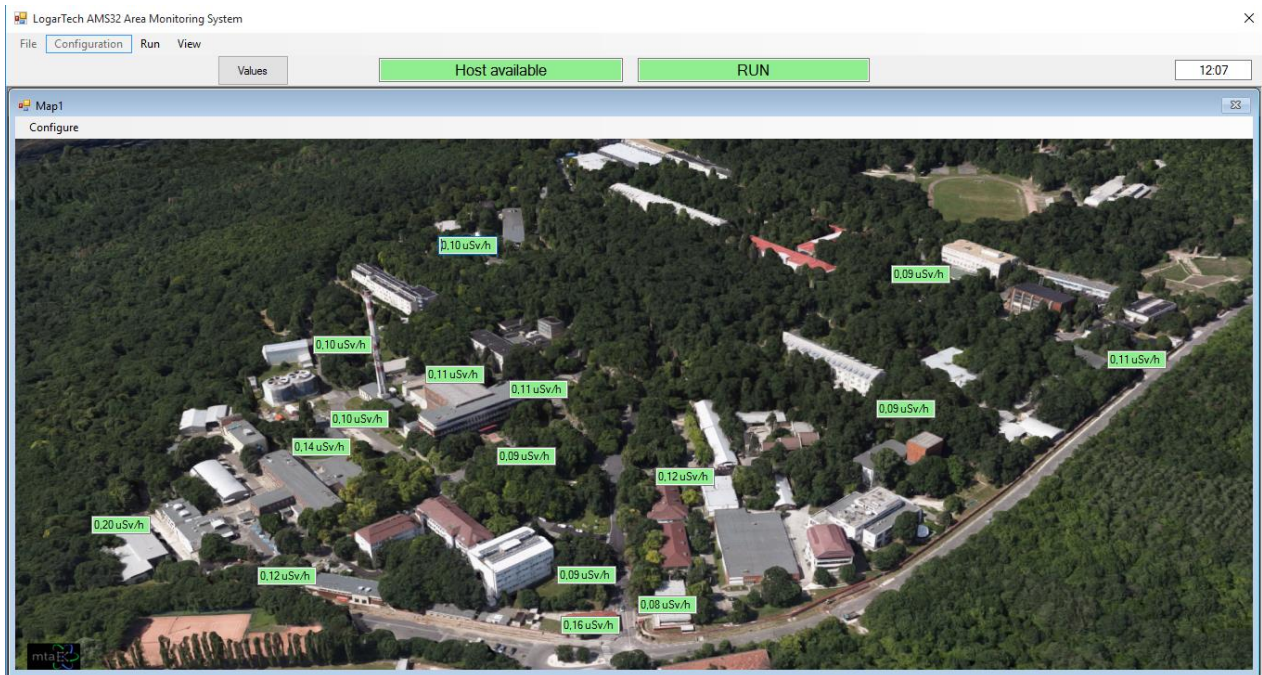 LogarTech AMS32 Area Monitoring System
File Configuration Run View
Values Host available RUN 12:07
Map1
Configure
0,10 uSv/h
0,09 uSv/h
0,10 uSv/h
0,11 uSv/h
0,11 uSv/h
0,11 uSv/h
0,10 uSv/h
0,09 uSv/h
0,14 uSv/h
0,09 uSv/h
0,12 uSv/h
0,20 uSv/h
0,12 uSv/h
0,09 uSv/h
0,08 uSv/h
0,16 uSv/h